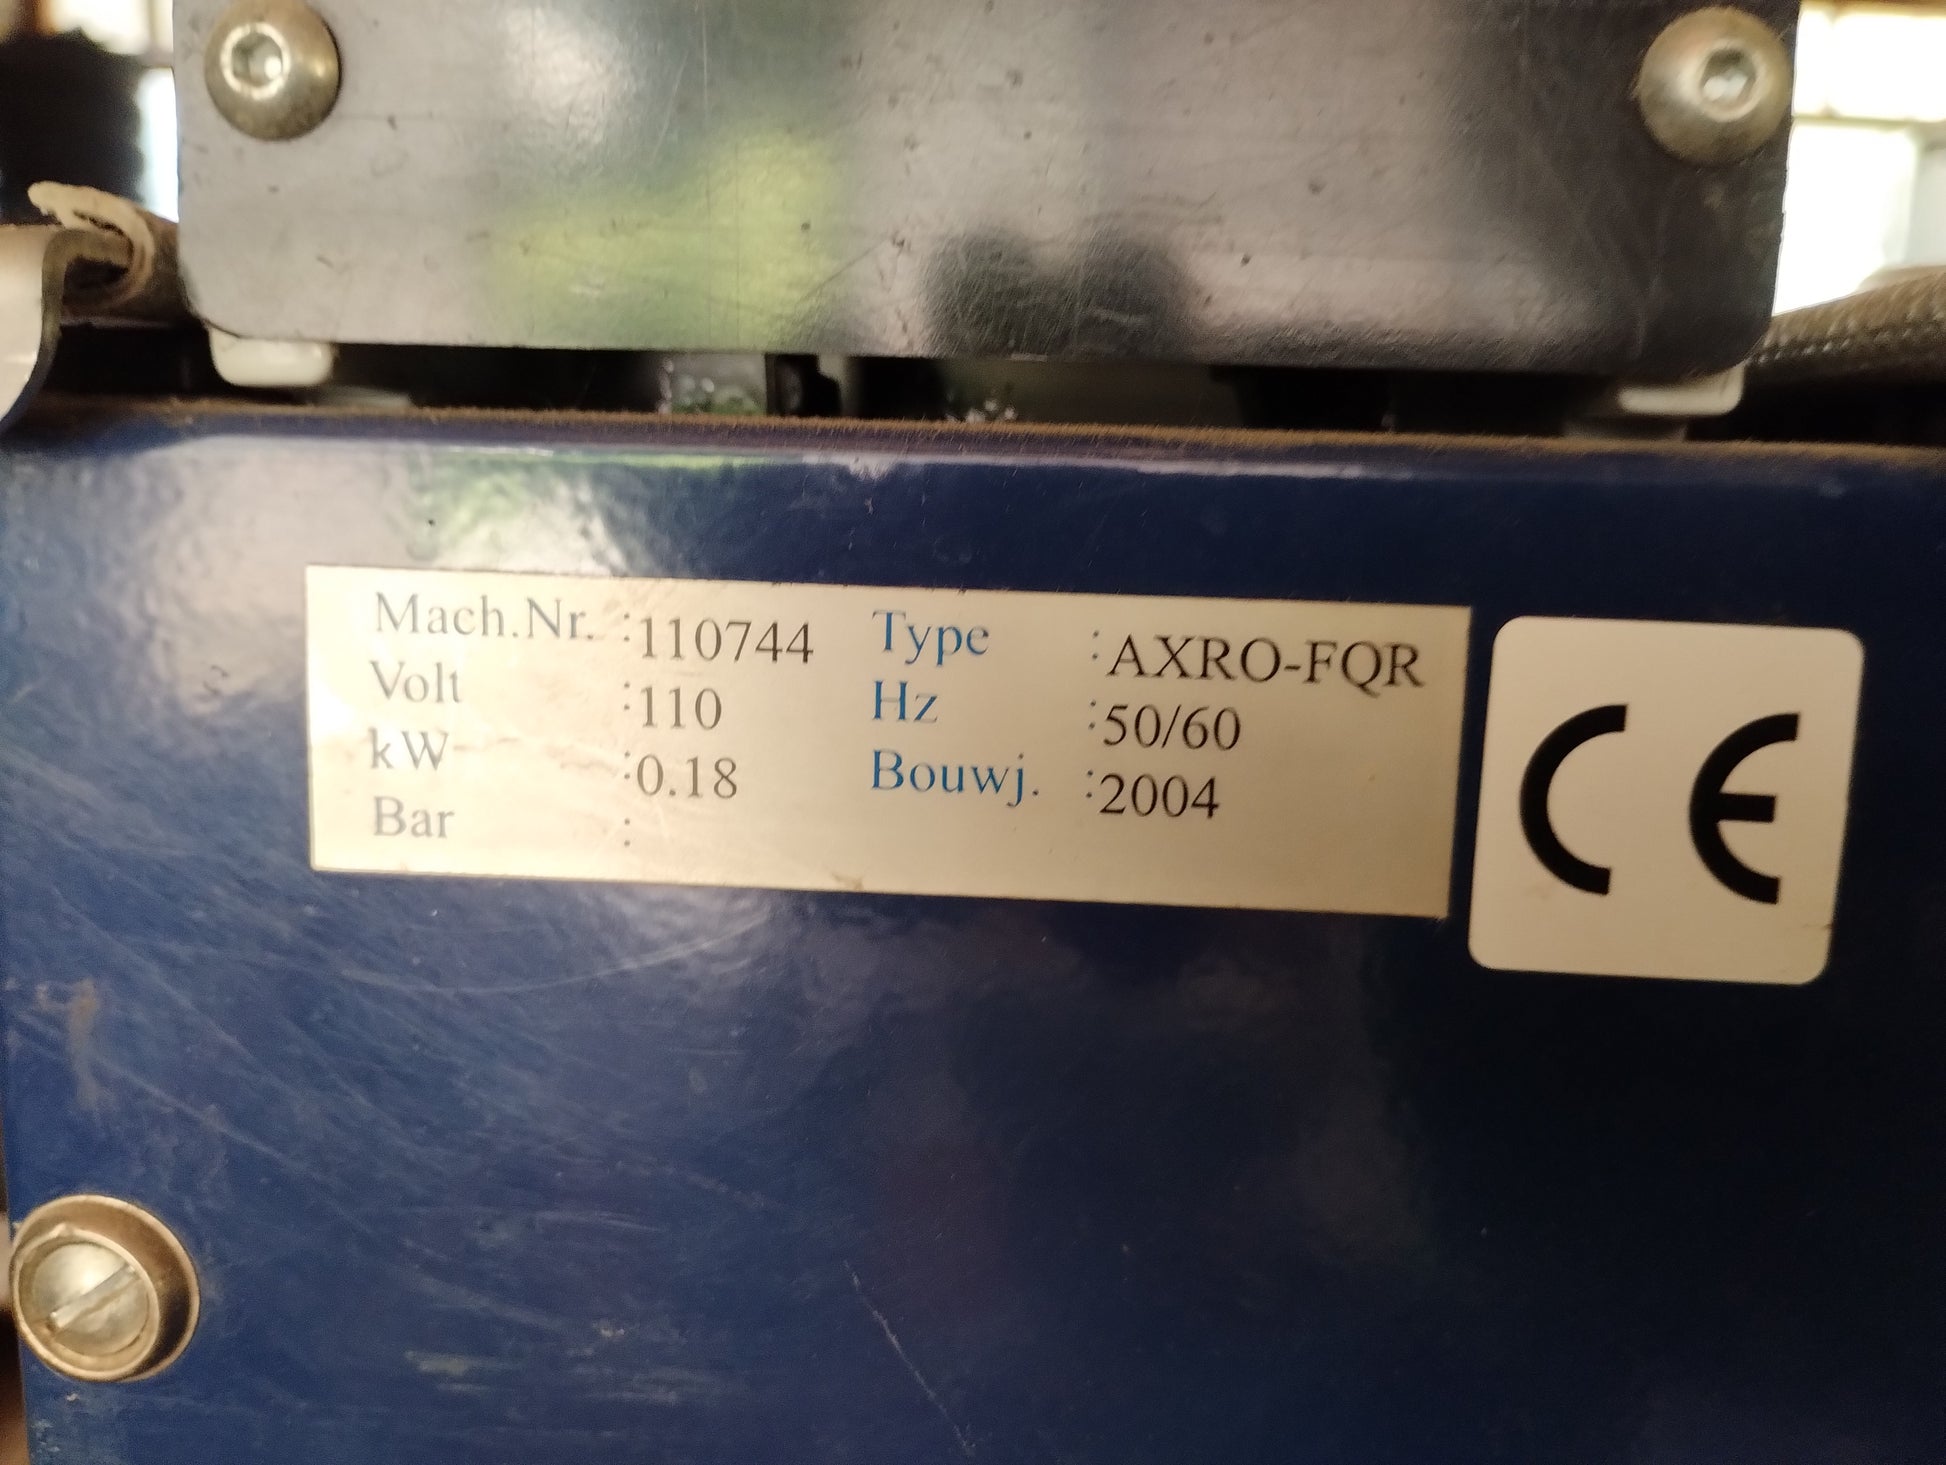 Mach.Nr. :110744 Type :AXRO-FQR
Volt :110 Hz :50/60
kW :0.18 Bouwj. :2004
Bar :
CE